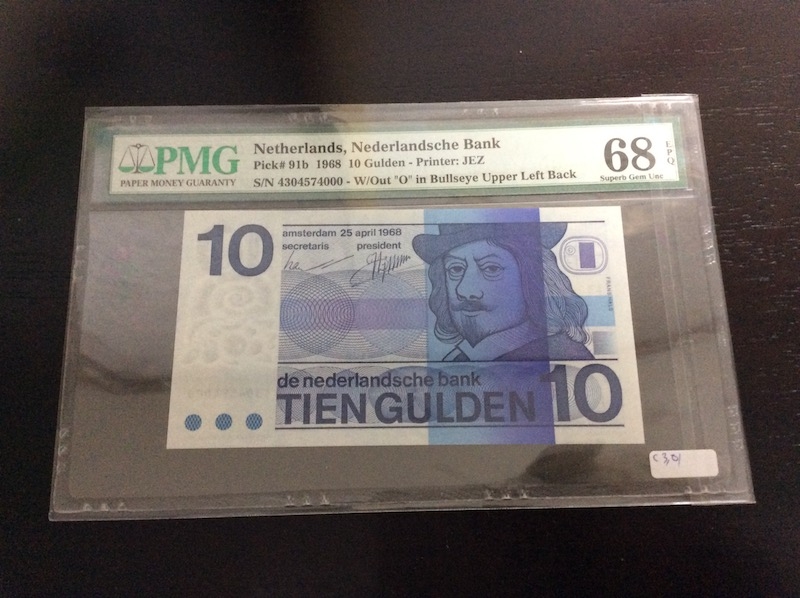 PMG
PAPER MONEY GUARANTY
Netherlands, Nederlandsche Bank
Pick# 91b 1968 10 Gulden - Printer: JEZ
S/N 4304574000 - W/Out "O" in Bullseye Upper Left Back
68 EPQ
Superb Gem Unc
10
amsterdam 25 april 1968
secretaris president
FRANS HALS
de nederlandsche bank
TIEN GULDEN 10